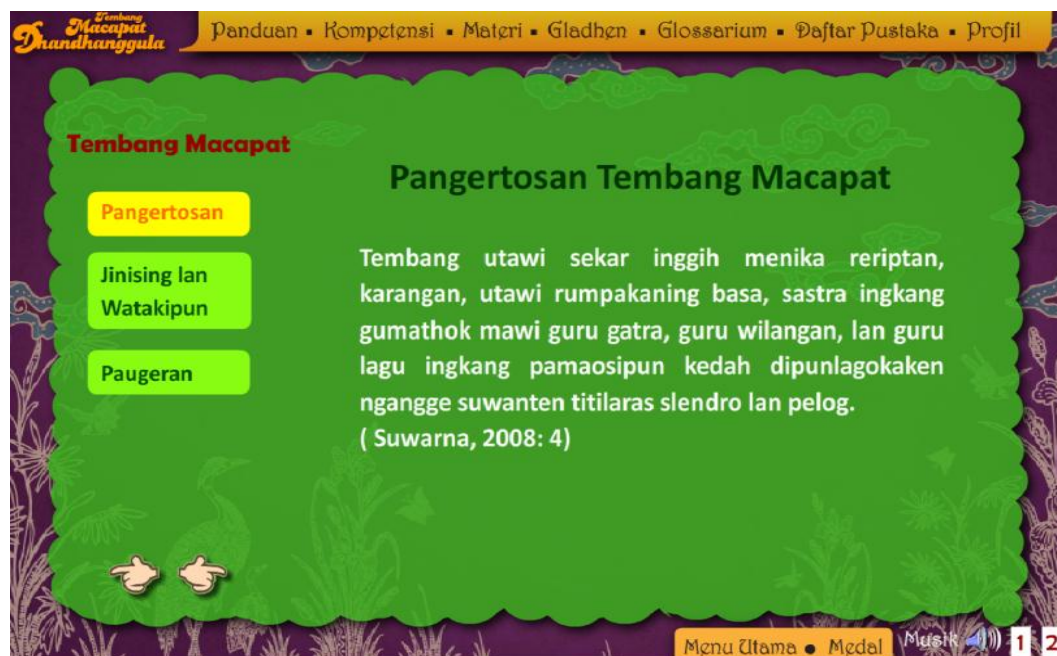 Tembang
Macapat
Dhandhanggula
Panduan ▪ Kompetensi ▪ Materi ▪ Gladhen ▪ Glossarium ▪ Daftar Pustaka ▪ Profil
Tembang Macapat
Pangertosan
Jinising lan
Watakipun
Paugeran
Pangertosan Tembang Macapat
Tembang utawi sekar inggih menika reriptan,
karangan, utawi rumpakaning basa, sastra ingkang
gumathok mawi guru gatra, guru wilangan, lan guru
lagu ingkang pamaosipun kedah dipunlagokaken
ngangge suwanten titilaras slendro lan pelog.
( Suwarna, 2008: 4)
Menu Utama ● Medal
Musik 1 2